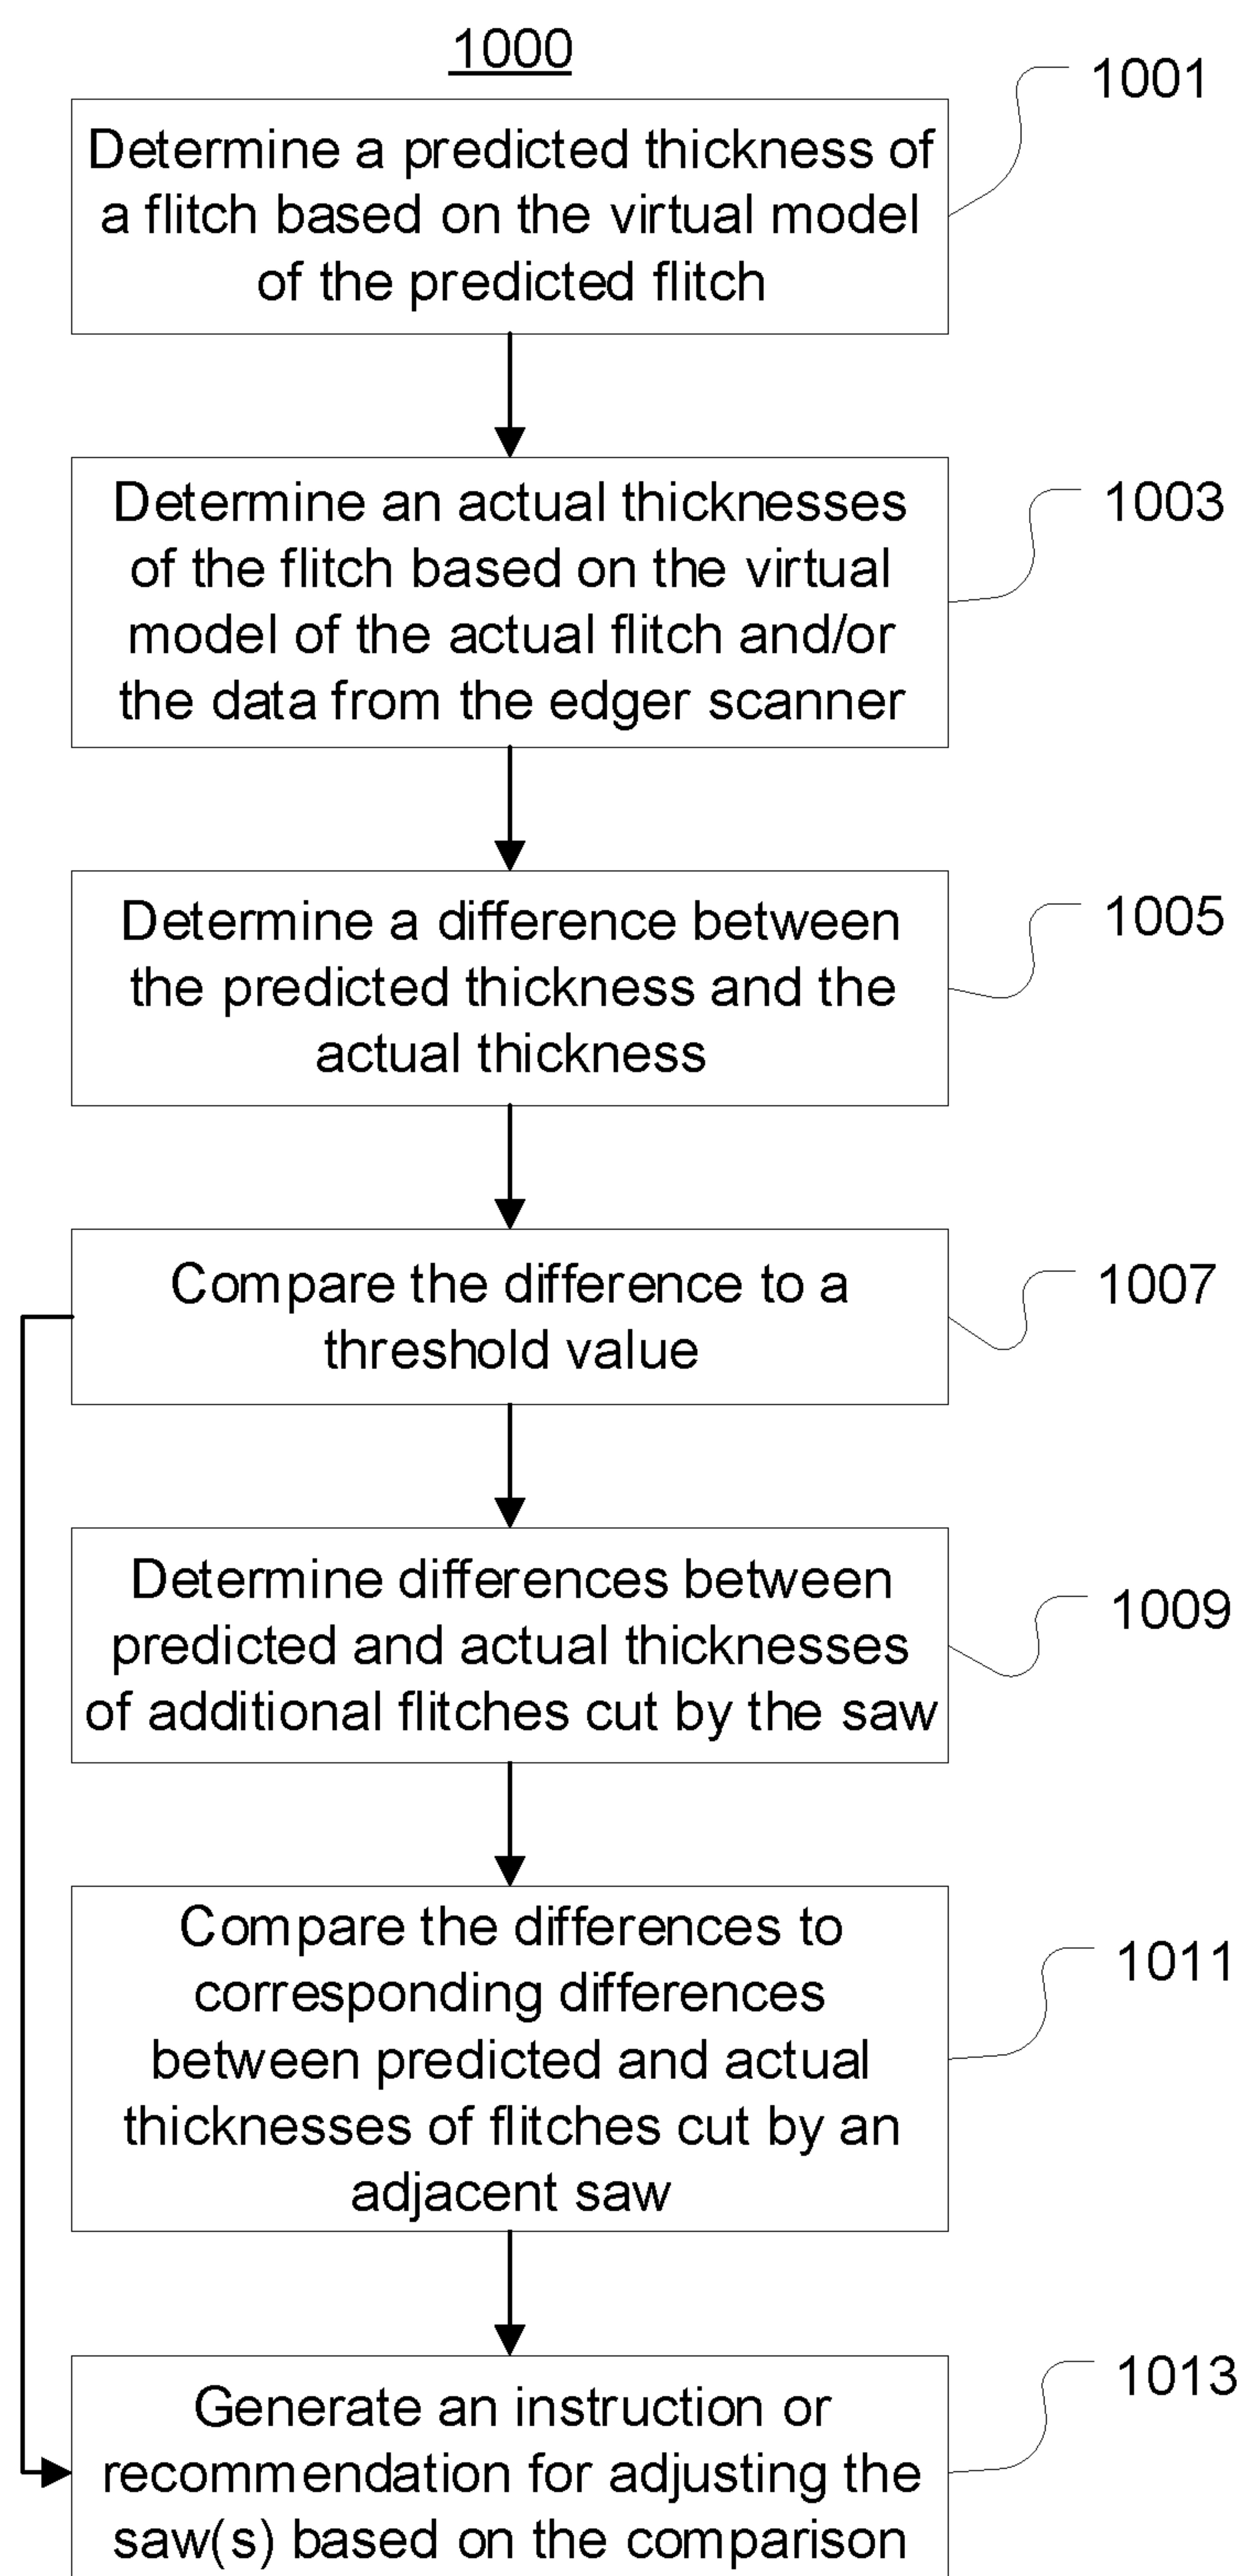 1000
1001
Determine a predicted thickness of
a flitch based on the virtual model
of the predicted flitch
1003
Determine an actual thicknesses
of the flitch based on the virtual
model of the actual flitch and/or
the data from the edger scanner
1005
Determine a difference between
the predicted thickness and the
actual thickness
1007
Compare the difference to a
threshold value
1009
Determine differences between
predicted and actual thicknesses
of additional flitches cut by the saw
1011
Compare the differences to
corresponding differences
between predicted and actual
thicknesses of flitches cut by an
adjacent saw
1013
Generate an instruction or
recommendation for adjusting the
saw(s) based on the comparison